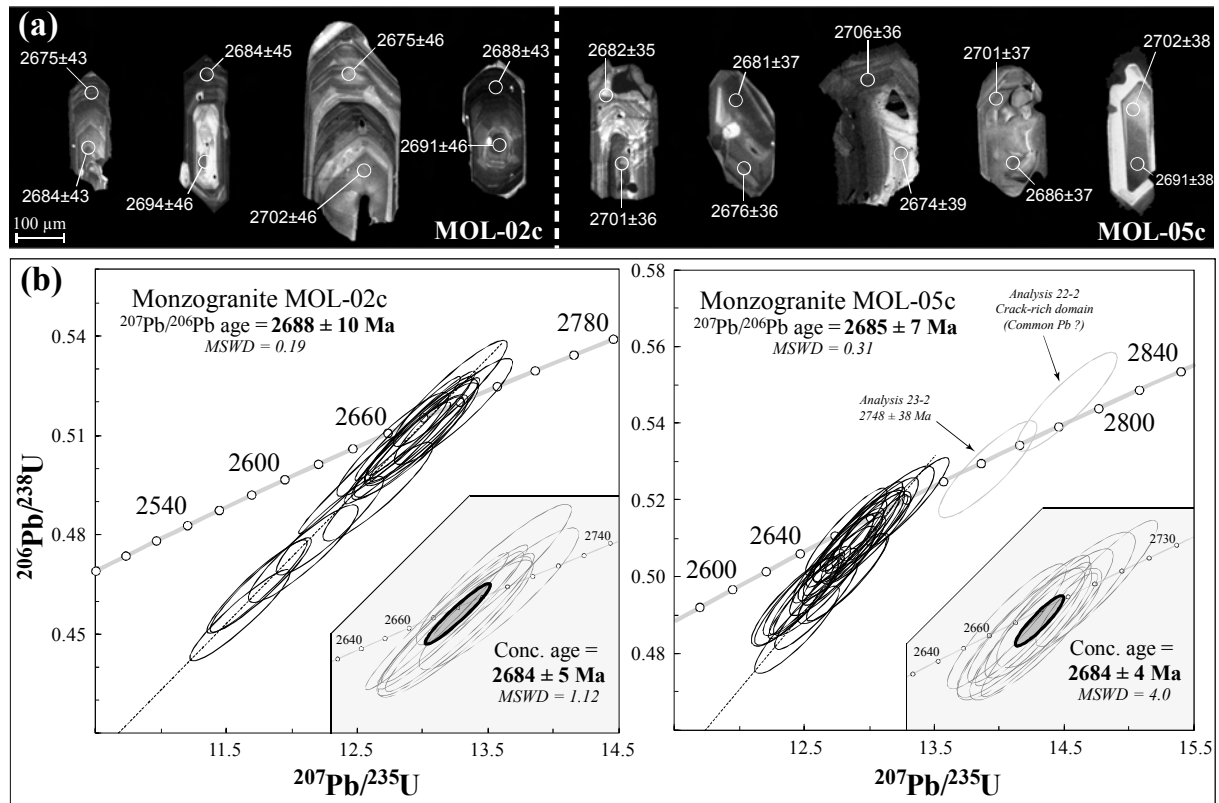 (a)
2675±43
2684±43
2684±45
2694±46
2675±46
2702±46
2688±43
2691±46
100 µm
MOL-02c
2682±35
2701±36
2681±37
2676±36
2706±36
2674±39
2701±37
2686±37
2702±38
2691±38
MOL-05c
(b)
Monzogranite MOL-02c
207Pb/206Pb age = 2688 ± 10 Ma
MSWD = 0.19
0.54
0.51
0.48
0.45
206Pb/238U
2540
2600
2660
2780
2640
2660
2740
Conc. age =
2684 ± 5 Ma
MSWD = 1.12
11.5
12.5
13.5
14.5
207Pb/235U
0.58
0.56
0.54
0.52
0.50
0.48
Monzogranite MOL-05c
207Pb/206Pb age = 2685 ± 7 Ma
MSWD = 0.31
Analysis 22-2
Crack-rich domain
(Common Pb ?)
Analysis 23-2
2748 ± 38 Ma
2600
2640
2800
2840
2640
2660
2730
Conc. age =
2684 ± 4 Ma
MSWD = 4.0
12.5
13.5
14.5
15.5
207Pb/235U